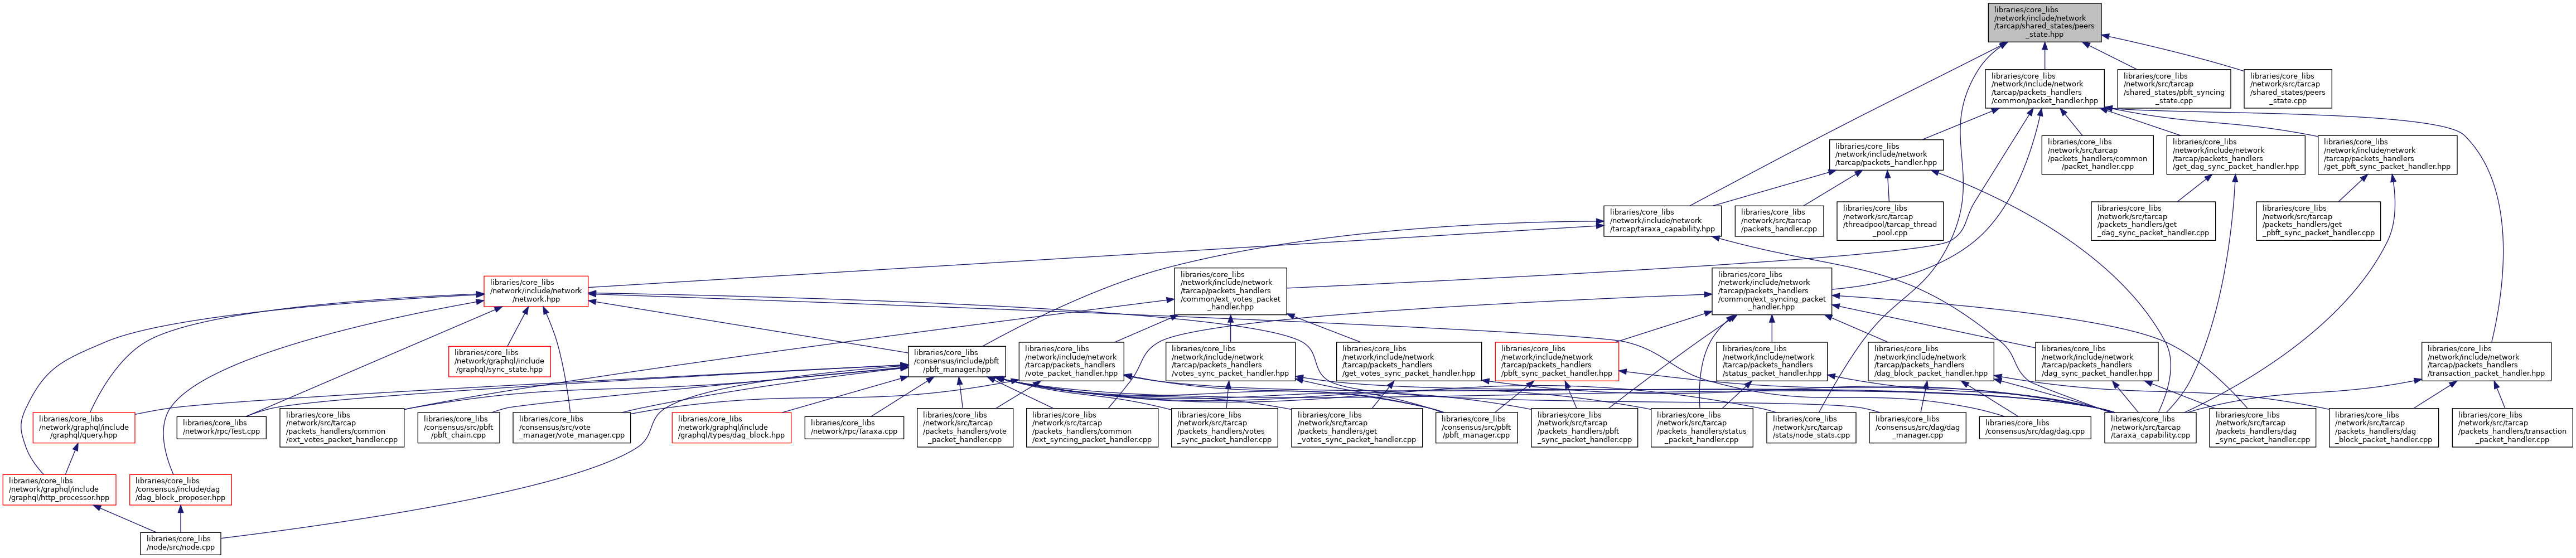 libraries/core_libs
/network/include/network
/tarcap/shared_states/peers
_state.hpp
libraries/core_libs
/network/include/network
/tarcap/packets_handlers
/common/packet_handler.hpp
libraries/core_libs
/network/src/tarcap
/shared_states/pbft_syncing
_state.cpp
libraries/core_libs
/network/src/tarcap
/shared_states/peers
_state.cpp
libraries/core_libs
/network/include/network
/tarcap/packets_handler.hpp
libraries/core_libs
/network/src/tarcap
/packets_handlers/common
/packet_handler.cpp
libraries/core_libs
/network/include/network
/tarcap/packets_handlers
/get_dag_sync_packet_handler.hpp
libraries/core_libs
/network/include/network
/tarcap/packets_handlers
/get_pbft_sync_packet_handler.hpp
libraries/core_libs
/network/include/network
/tarcap/taraxa_capability.hpp
libraries/core_libs
/network/src/tarcap
/packets_handler.cpp
libraries/core_libs
/network/src/tarcap
/threadpool/tarcap_thread
_pool.cpp
libraries/core_libs
/network/src/tarcap
/packets_handlers/get
_dag_sync_packet_handler.cpp
libraries/core_libs
/network/src/tarcap
/packets_handlers/get
_pbft_sync_packet_handler.cpp
libraries/core_libs
/network/include/network
/network.hpp
libraries/core_libs
/network/include/network
/tarcap/packets_handlers
/common/ext_votes_packet
_handler.hpp
libraries/core_libs
/network/include/network
/tarcap/packets_handlers
/common/ext_syncing_packet
_handler.hpp
libraries/core_libs
/network/graphql/include
/graphql/sync_state.hpp
libraries/core_libs
/consensus/include/pbft
/pbft_manager.hpp
libraries/core_libs
/network/include/network
/tarcap/packets_handlers
/vote_packet_handler.hpp
libraries/core_libs
/network/include/network
/tarcap/packets_handlers
/votes_sync_packet_handler.hpp
libraries/core_libs
/network/include/network
/tarcap/packets_handlers
/get_votes_sync_packet_handler.hpp
libraries/core_libs
/network/include/network
/tarcap/packets_handlers
/pbft_sync_packet_handler.hpp
libraries/core_libs
/network/include/network
/tarcap/packets_handlers
/status_packet_handler.hpp
libraries/core_libs
/network/include/network
/tarcap/packets_handlers
/dag_block_packet_handler.hpp
libraries/core_libs
/network/include/network
/tarcap/packets_handlers
/dag_sync_packet_handler.hpp
libraries/core_libs
/network/include/network
/tarcap/packets_handlers
/transaction_packet_handler.hpp
libraries/core_libs
/network/graphql/include
/graphql/query.hpp
libraries/core_libs
/network/rpc/Test.cpp
libraries/core_libs
/network/src/tarcap
/packets_handlers/common
/ext_votes_packet_handler.cpp
libraries/core_libs
/consensus/src/pbft
/pbft_chain.cpp
libraries/core_libs
/consensus/src/vote
_manager/vote_manager.cpp
libraries/core_libs
/network/graphql/include
/graphql/types/dag_block.hpp
libraries/core_libs
/network/rpc/Taraxa.cpp
libraries/core_libs
/network/src/tarcap
/packets_handlers/vote
_packet_handler.cpp
libraries/core_libs
/network/src/tarcap
/packets_handlers/common
/ext_syncing_packet_handler.cpp
libraries/core_libs
/network/src/tarcap
/packets_handlers/votes
_sync_packet_handler.cpp
libraries/core_libs
/network/src/tarcap
/packets_handlers/get
_votes_sync_packet_handler.cpp
libraries/core_libs
/consensus/src/pbft
/pbft_manager.cpp
libraries/core_libs
/network/src/tarcap
/packets_handlers/pbft
_sync_packet_handler.cpp
libraries/core_libs
/network/src/tarcap
/packets_handlers/status
_packet_handler.cpp
libraries/core_libs
/network/src/tarcap
/stats/node_stats.cpp
libraries/core_libs
/consensus/src/dag/dag
_manager.cpp
libraries/core_libs
/consensus/src/dag/dag.cpp
libraries/core_libs
/network/src/tarcap
/taraxa_capability.cpp
libraries/core_libs
/network/src/tarcap
/packets_handlers/dag
_sync_packet_handler.cpp
libraries/core_libs
/network/src/tarcap
/packets_handlers/dag
_block_packet_handler.cpp
libraries/core_libs
/network/src/tarcap
/packets_handlers/transaction
_packet_handler.cpp
libraries/core_libs
/network/graphql/include
/graphql/http_processor.hpp
libraries/core_libs
/consensus/include/dag
/dag_block_proposer.hpp
libraries/core_libs
/node/src/node.cpp